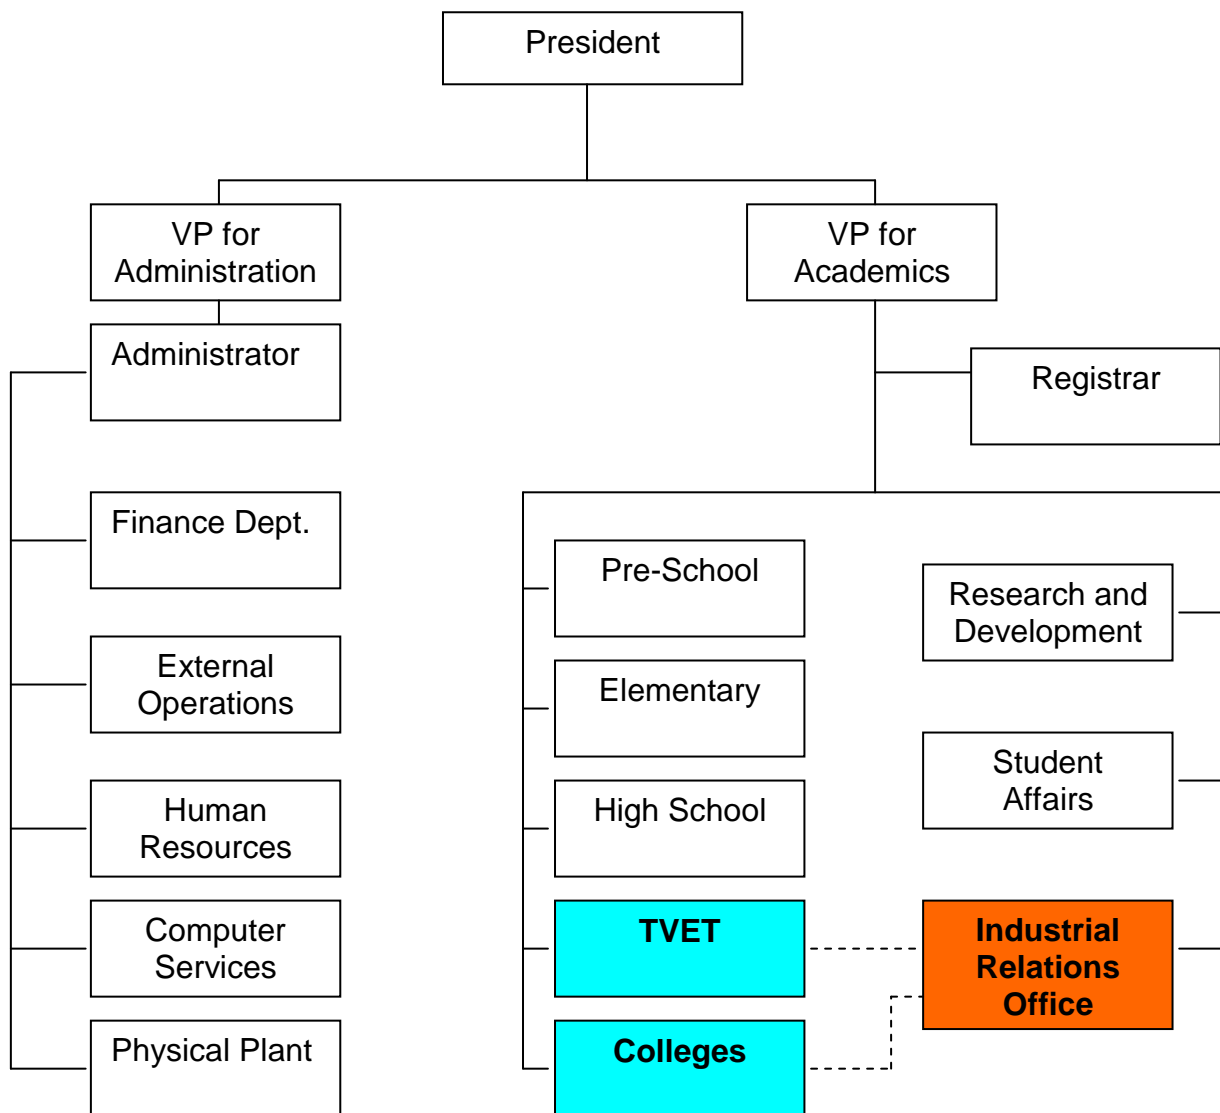 President
VP for
Administration
VP for
Academics
Administrator
Registrar
Finance Dept.
Pre-School
Research and
Development
External
Operations
Elementary
Student
Affairs
Human
Resources
High School
Computer
Services
TVET
Industrial
Relations
Office
Physical Plant
Colleges